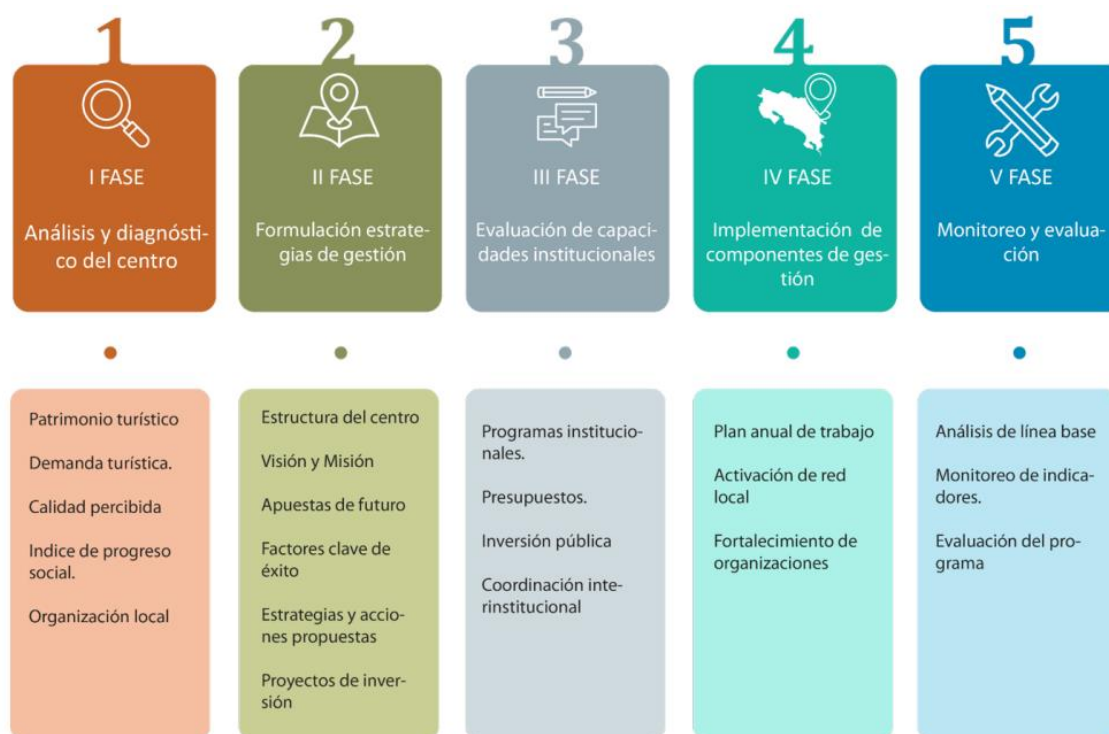 1
I FASE
Análisis y diagnósti-
co del centro
Patrimonio turístico
Demanda turística.
Calidad percibida
Indice de progreso
social.
Organización local
2
II FASE
Formulación estrate-
gias de gestión
Estructura del centro
Visión y Misión
Apuestas de futuro
Factores clave de
éxito
Estrategias y accio-
nes propuestas
Proyectos de inver-
sión
3
III FASE
Evaluación de capaci-
dades institucionales
Programas institucio-
nales.
Presupuestos.
Inversión pública
Coordinación inte-
rinstitucional
4
IV FASE
Implementación de
componentes de ges-
tión
Plan anual de trabajo
Activación de red
local
Fortalecimiento de
organizaciones
5
V FASE
Monitoreo y evalua-
ción
Análisis de línea base
Monitoreo de indica-
dores.
Evaluación del pro-
grama